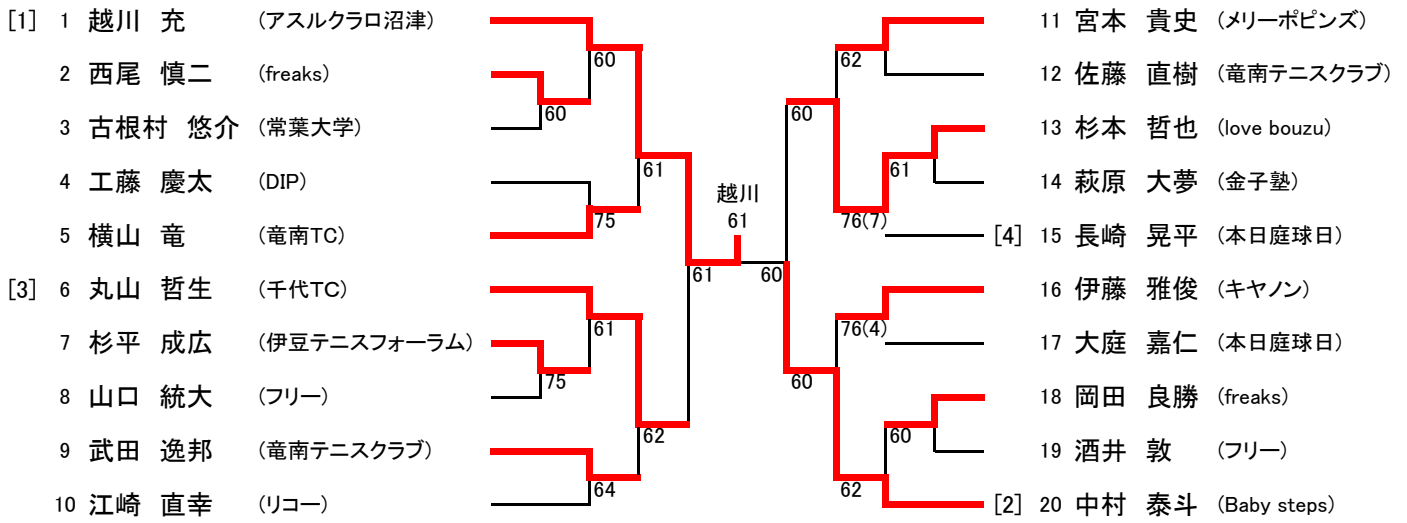 [1] 1 越川 充 (アスルクラロ沼津)
2 西尾 慎二 (freaks)
3 古根村 悠介 (常葉大学)
4 工藤 慶太 (DIP)
5 横山 竜 (竜南TC)
[3] 6 丸山 哲生 (千代TC)
7 杉平 成広 (伊豆テニスフォーラム)
8 山口 統大 (フリー)
9 武田 逸邦 (竜南テニスクラブ)
10 江崎 直幸 (リコー)
60
60
61
75
61
75
62
64
61
越川
61
60
62
60
61
76(7)
76(4)
60
60
62
11 宮本 貴史 (メリーポピンズ)
12 佐藤 直樹 (竜南テニスクラブ)
13 杉本 哲也 (love bouzu)
14 萩原 大夢 (金子塾)
[4] 15 長崎 晃平 (本日庭球日)
16 伊藤 雅俊 (キヤノン)
17 大庭 嘉仁 (本日庭球日)
18 岡田 良勝 (freaks)
19 酒井 敦 (フリー)
[2] 20 中村 泰斗 (Baby steps)